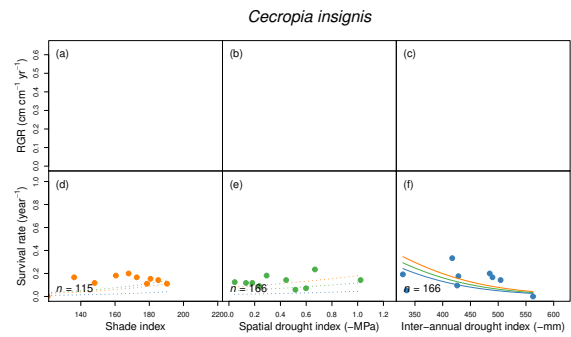 Cecropia insignis
RGR (cm cm−1 yr−1)
0.0 0.1 0.2 0.3 0.4 0.5 0.6
(a)
(b)
(c)
Survival rate (year−1)
0.0 0.2 0.4 0.6 0.8 1.0
(d)
n = 115
(e)
n = 166
(f)
n = 166
140 160 180 200 220
0.0 0.2 0.4 0.6 0.8 1.0 1.2
350 400 450 500 550 600
Shade index
Spatial drought index (−MPa)
Inter−annual drought index (−mm)